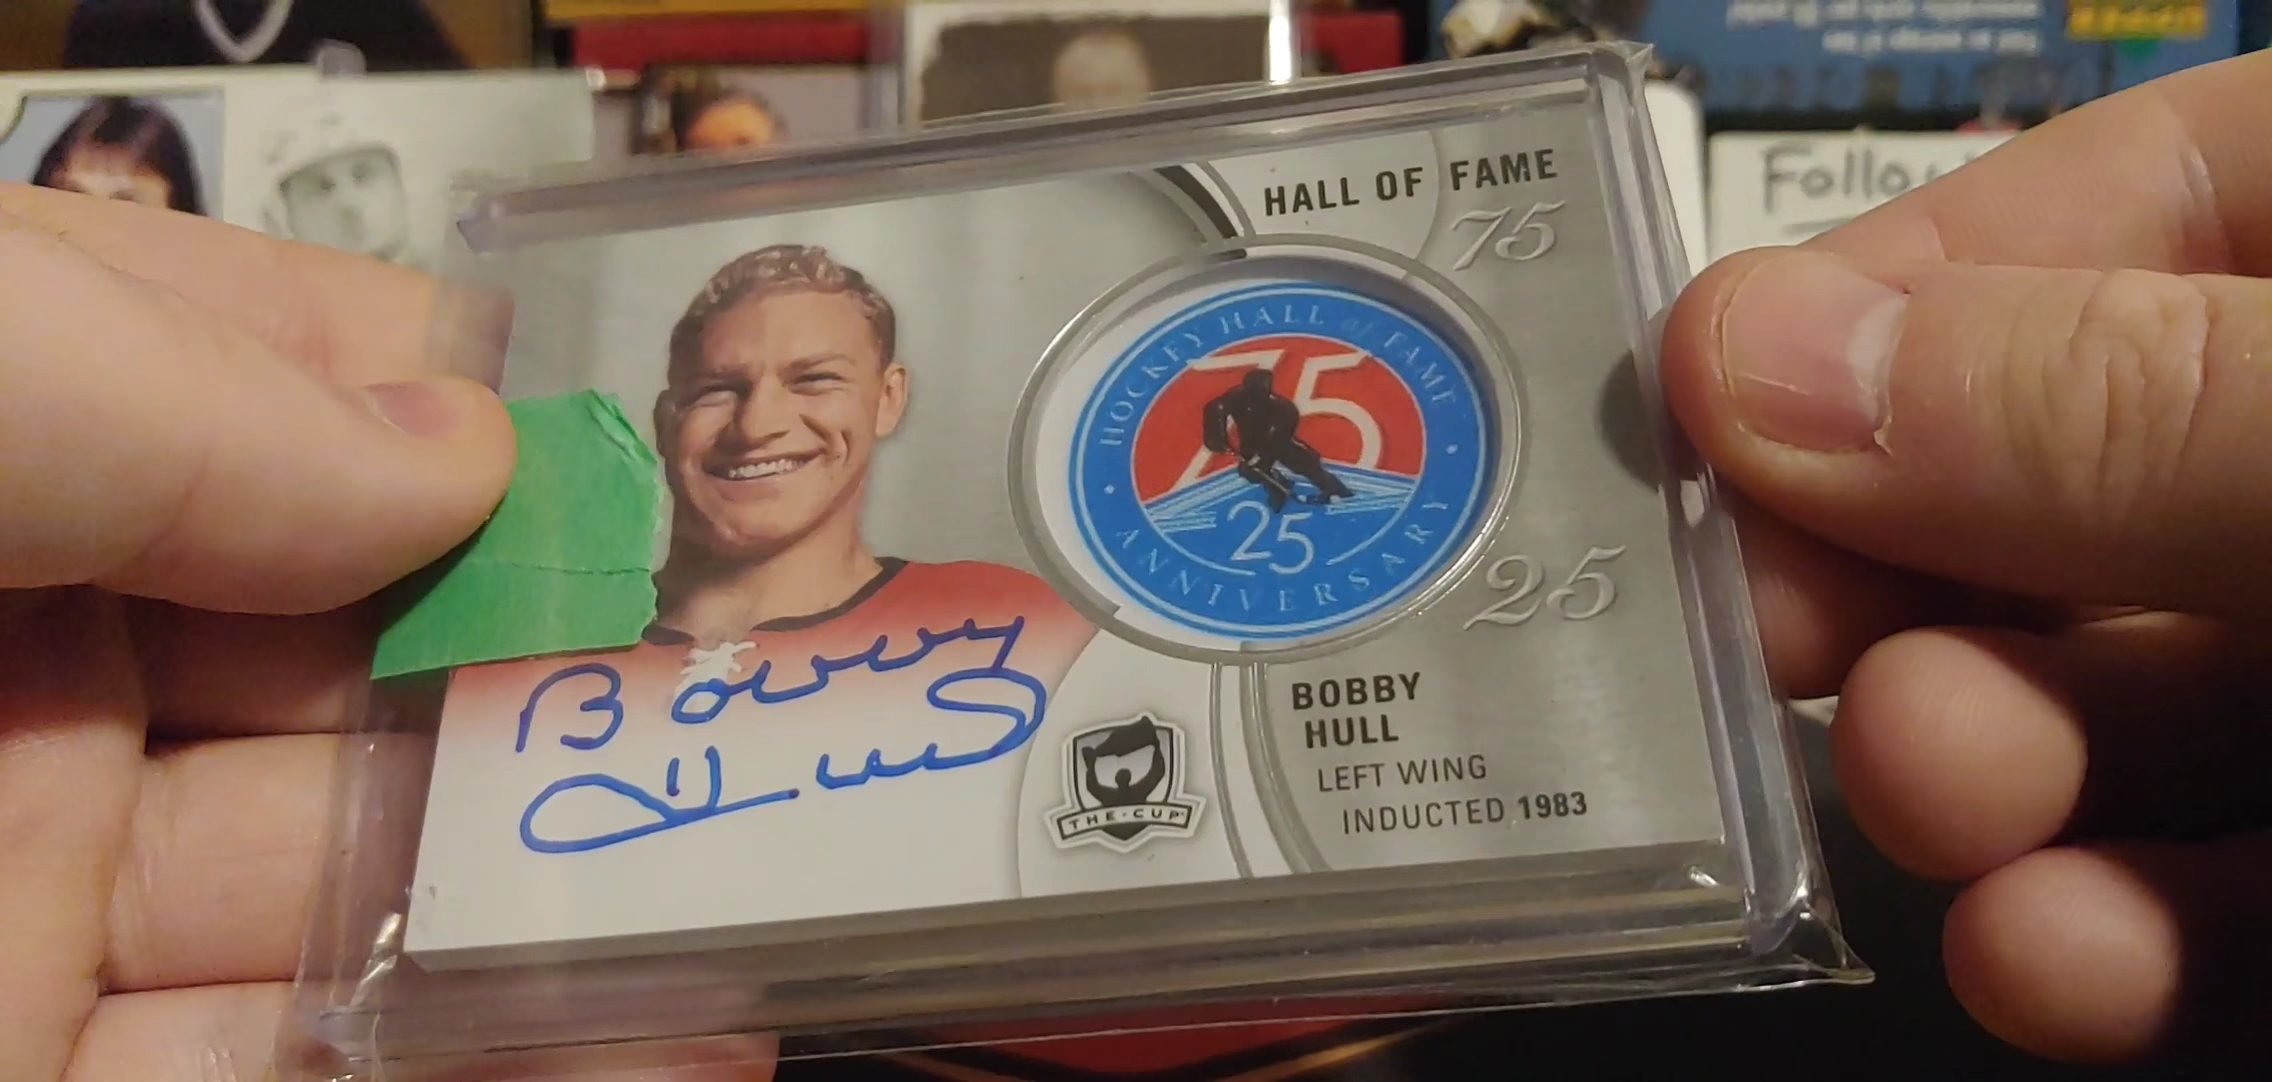 HALL OF FAME
75
HOCKEY HALL of FAME
75
25
ANNIVERSARY
25
Bobby
Hull
THE·CUP
BOBBY
HULL
LEFT WING
INDUCTED 1983
Follow